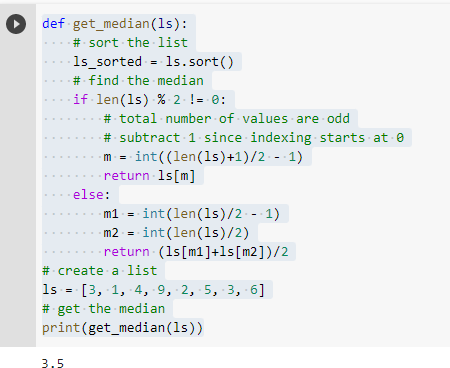 def get_median(ls):
    # sort the list
    ls_sorted = ls.sort()
    # find the median
    if len(ls) % 2 != 0:
        # total number of values are odd
        # subtract 1 since indexing starts at 0
        m = int((len(ls)+1)/2 - 1)
        return ls[m]
    else:
        m1 = int(len(ls)/2 - 1)
        m2 = int(len(ls)/2)
        return (ls[m1]+ls[m2])/2
# create a list
ls = [3, 1, 4, 9, 2, 5, 3, 6]
# get the median
print(get_median(ls))
3.5